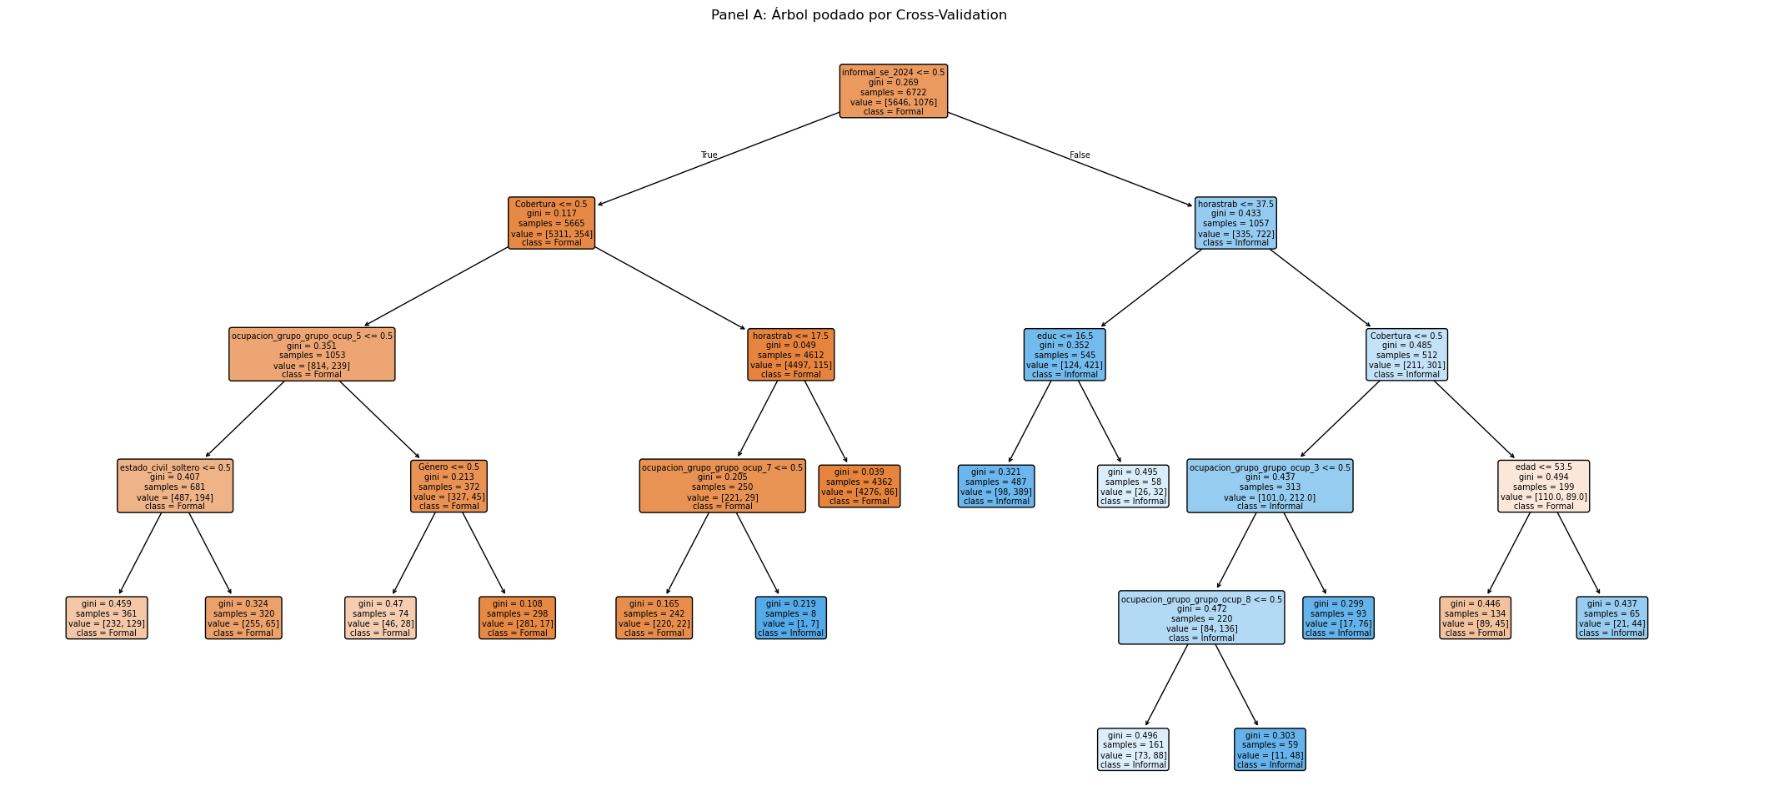 Panel A: Árbol podado por Cross-Validation
informal_se_2024 <= 0.5
gini = 0.269
samples = 6722
value = [5646, 1076]
class = Formal
True
False
Cobertura <= 0.5
gini = 0.117
samples = 5665
value = [5311, 354]
class = Formal
horastrab <= 37.5
gini = 0.433
samples = 1057
value = [335, 722]
class = Informal
ocupacion_grupo_grupo_ocup_5 <= 0.5
gini = 0.351
samples = 1053
value = [814, 239]
class = Formal
horastrab <= 17.5
gini = 0.049
samples = 4612
value = [4497, 115]
class = Formal
educ <= 16.5
gini = 0.352
samples = 545
value = [124, 421]
class = Informal
Cobertura <= 0.5
gini = 0.485
samples = 512
value = [211, 301]
class = Informal
estado_civil_soltero <= 0.5
gini = 0.407
samples = 681
value = [487, 194]
class = Formal
Género <= 0.5
gini = 0.213
samples = 372
value = [327, 45]
class = Formal
ocupacion_grupo_grupo_ocup_7 <= 0.5
gini = 0.205
samples = 250
value = [221, 29]
class = Formal
gini = 0.039
samples = 4362
value = [4276, 86]
class = Formal
gini = 0.321
samples = 487
value = [98, 389]
class = Informal
gini = 0.495
samples = 58
value = [26, 32]
class = Informal
ocupacion_grupo_grupo_ocup_3 <= 0.5
gini = 0.437
samples = 313
value = [101.0, 212.0]
class = Informal
edad <= 53.5
gini = 0.494
samples = 199
value = [110.0, 89.0]
class = Formal
gini = 0.459
samples = 361
value = [232, 129]
class = Formal
gini = 0.324
samples = 320
value = [255, 65]
class = Formal
gini = 0.47
samples = 74
value = [46, 28]
class = Formal
gini = 0.108
samples = 298
value = [281, 17]
class = Formal
gini = 0.165
samples = 242
value = [220, 22]
class = Formal
gini = 0.219
samples = 8
value = [1, 7]
class = Informal
ocupacion_grupo_grupo_ocup_8 <= 0.5
gini = 0.472
samples = 220
value = [84, 136]
class = Informal
gini = 0.299
samples = 93
value = [17, 76]
class = Informal
gini = 0.446
samples = 134
value = [89, 45]
class = Formal
gini = 0.437
samples = 65
value = [21, 44]
class = Informal
gini = 0.496
samples = 161
value = [73, 88]
class = Informal
gini = 0.303
samples = 59
value = [11, 48]
class = Informal